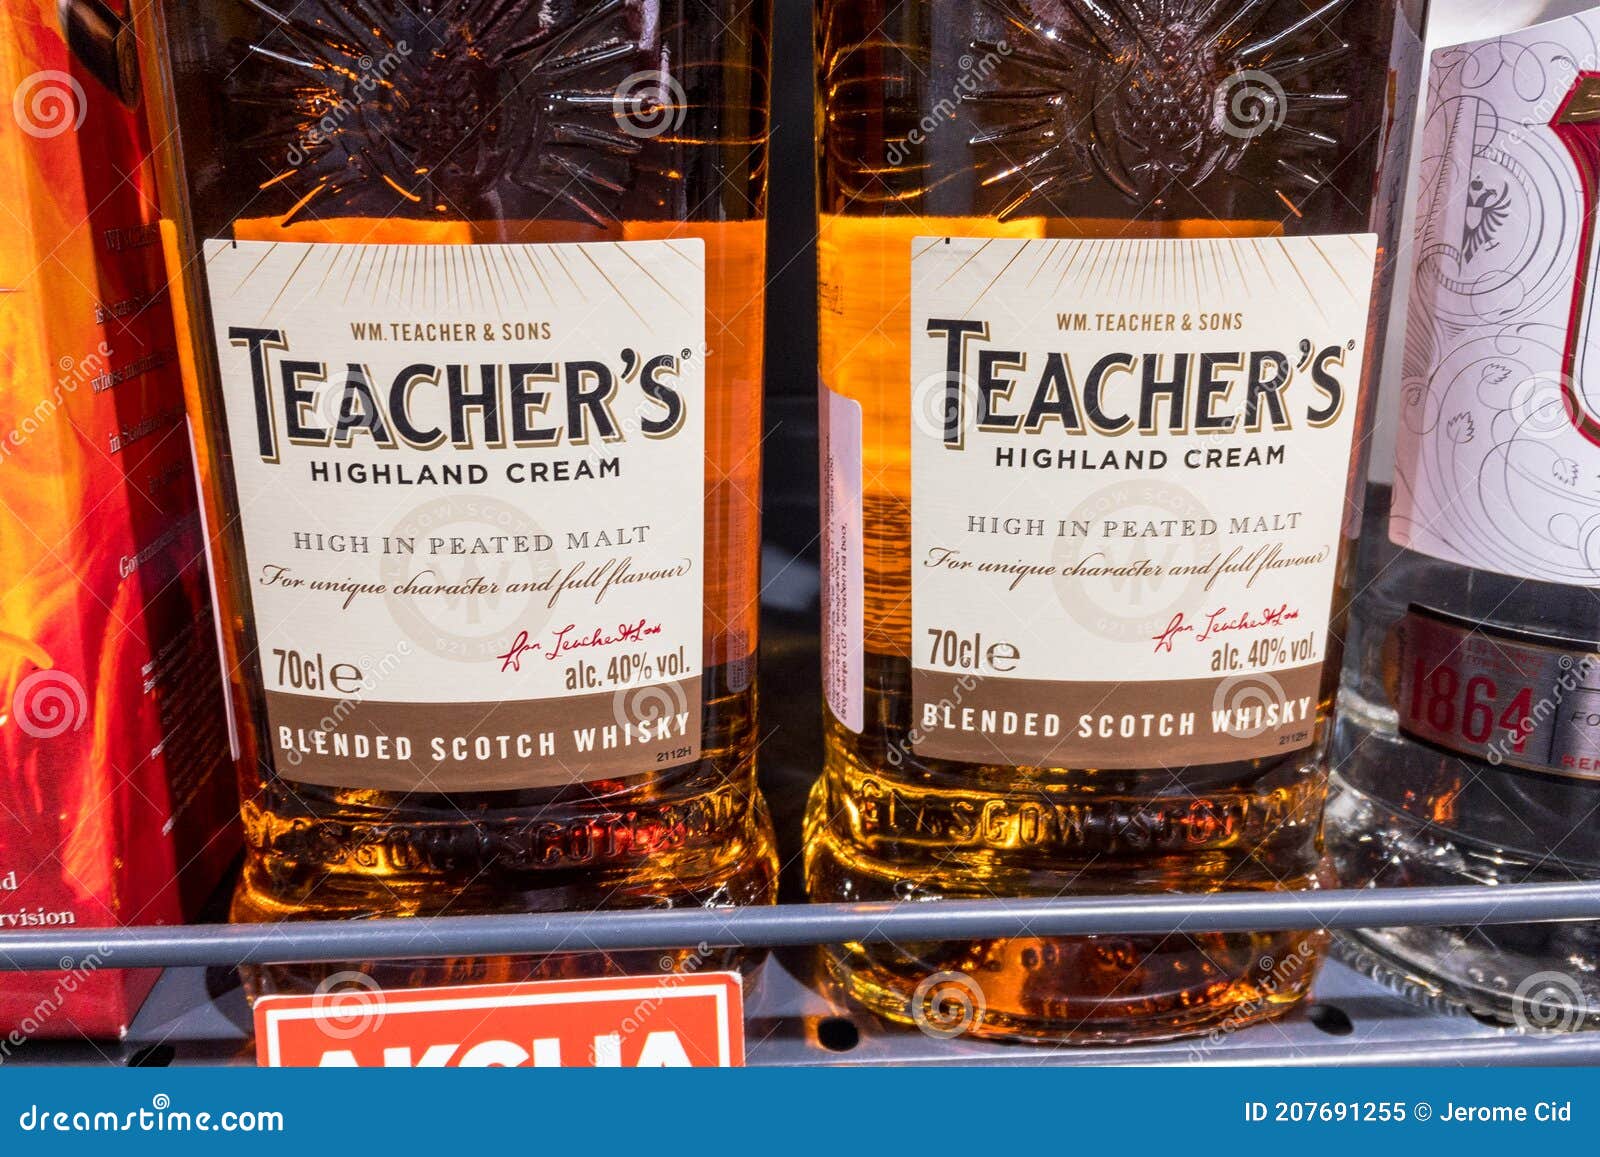 WM. TEACHER & SONS
TEACHER'S®
HIGHLAND CREAM
HIGH IN PEATED MALT
For unique character and full flavour
70cl e
alc. 40% vol.
BLENDED SCOTCH WHISKY
2112H
GLASGOW SCOTLAND
WM. TEACHER & SONS
TEACHER'S®
HIGHLAND CREAM
HIGH IN PEATED MALT
For unique character and full flavour
70cl e
alc. 40% vol.
BLENDED SCOTCH WHISKY
2112H
GLASGOW SCOTLAND
1864
AKCIJA
dreamstime.com
ID 207691255 © Jerome Cid